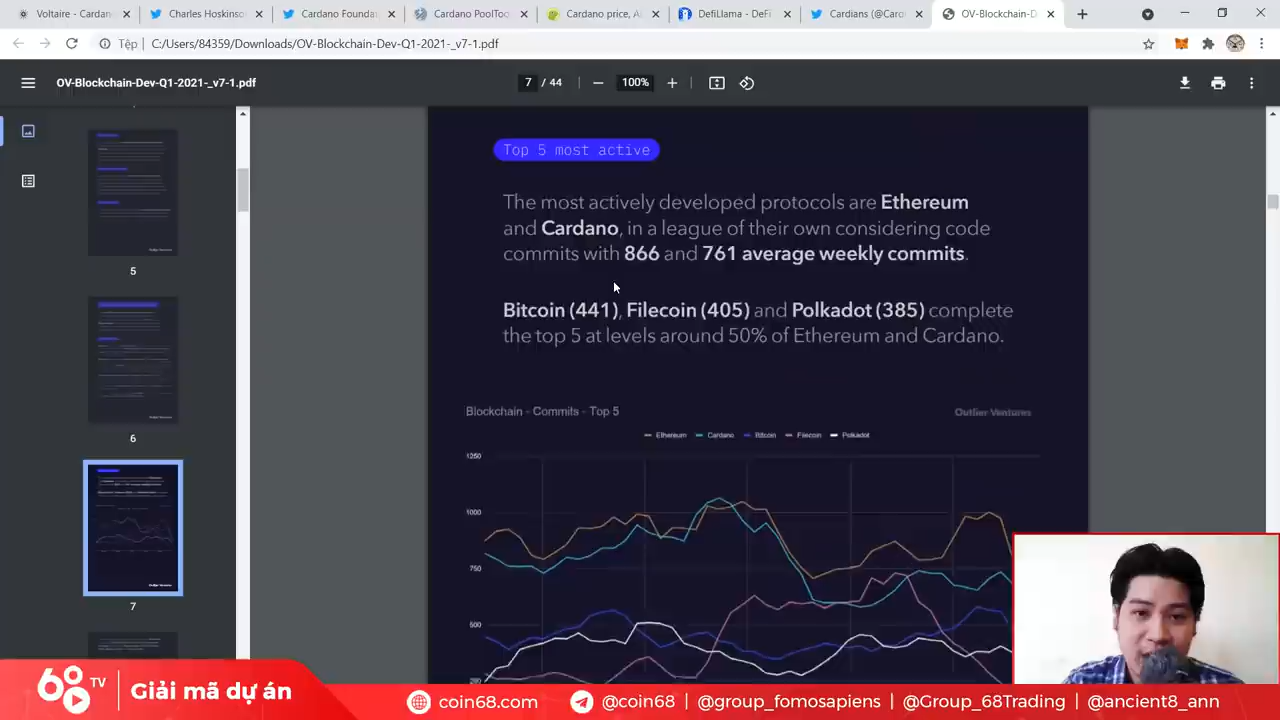 Voltaire - Cardan
Charles Hoskinso
Cardano Founda
Cardano PoolToo
Cardano price, A
DefiLlama - DeFi
Cardians (@Caro
OV-Blockchain-D
Tệp
C:/Users/84359/Downloads/OV-Blockchain-Dev-Q1-2021-_v7-1.pdf
OV-Blockchain-Dev-Q1-2021-_v7-1.pdf
7 / 44
100%
5
6
7
Top 5 most active
The most actively developed protocols are Ethereum
and Cardano, in a league of their own considering code
commits with 866 and 761 average weekly commits.
Bitcoin (441), Filecoin (405) and Polkadot (385) complete
the top 5 at levels around 50% of Ethereum and Cardano.
Blockchain - Commits - Top 5
Outlier Ventures
Ethereum Cardano Bitcoin Filecoin Polkadot
1250
1000
750
500
250
68 TV
Giải mã dự án
coin68.com
@coin68 | @group_fomosapiens | @Group_68Trading | @ancient8_ann